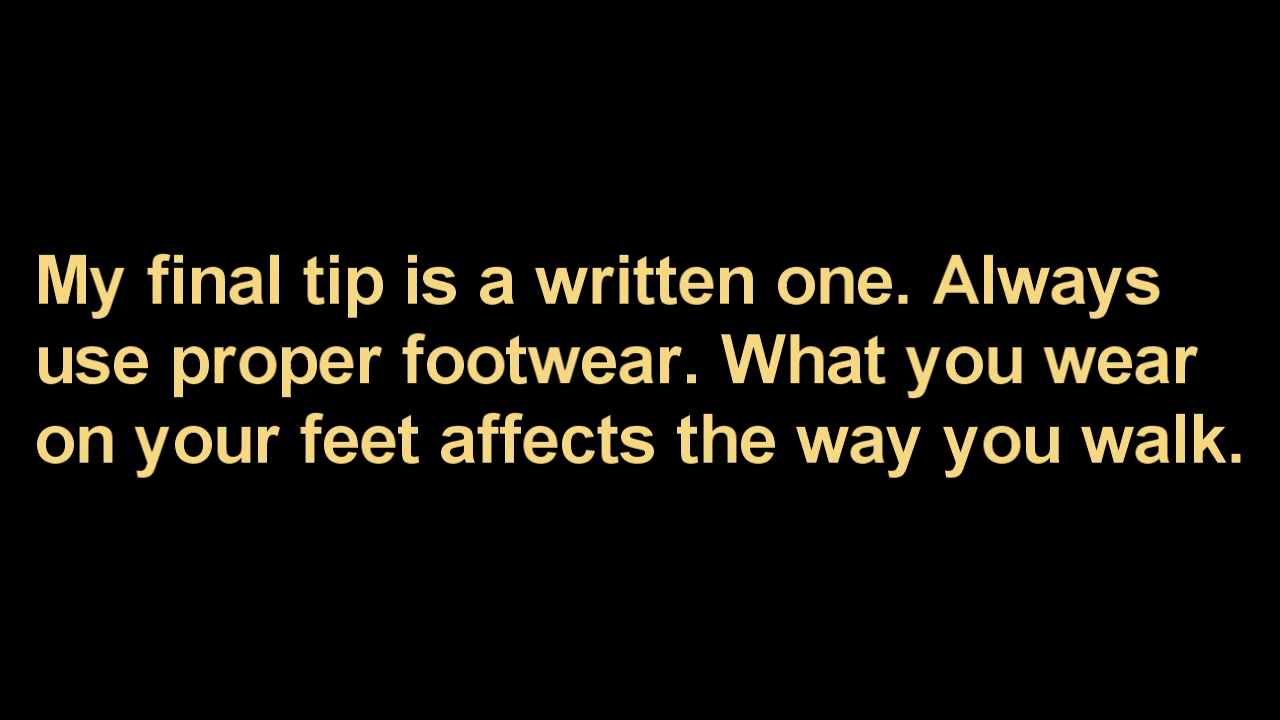 My final tip is a written one. Always
use proper footwear. What you wear
on your feet affects the way you walk.